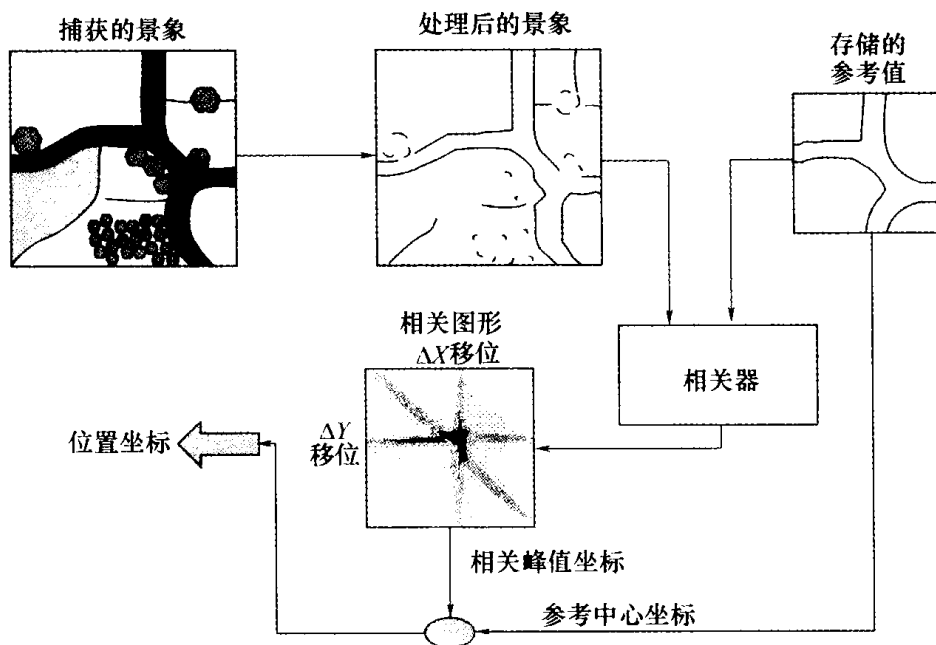 捕获的景象
处理后的景象
存储的
参考值
相关图形
ΔX移位
ΔY
移位
相关器
位置坐标
相关峰值坐标
参考中心坐标